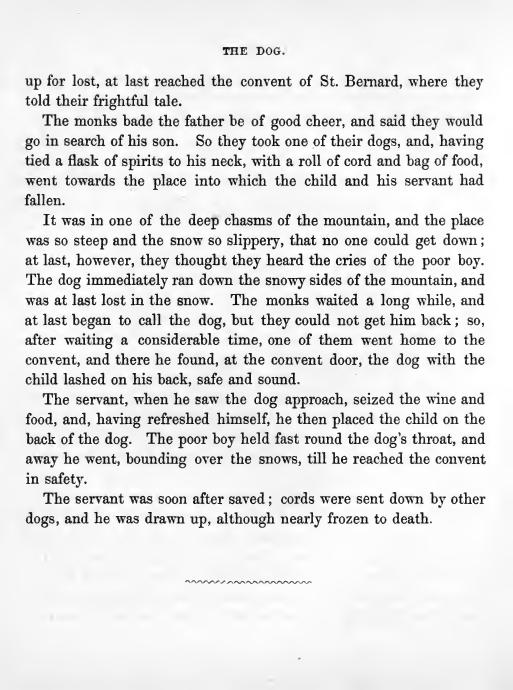 THE DOG.
up for lost, at last reached the convent of St. Bernard, where they
told their frightful tale.
The monks bade the father be of good cheer, and said they would
go in search of his son. So they took one of their dogs, and, having
tied a flask of spirits to his neck, with a roll of cord and bag of food,
went towards the place into which the child and his servant had
fallen.
It was in one of the deep chasms of the mountain, and the place
was so steep and the snow so slippery, that no one could get down;
at last, however, they thought they heard the cries of the poor boy.
The dog immediately ran down the snowy sides of the mountain, and
was at last lost in the snow. The monks waited a long while, and
at last began to call the dog, but they could not get him back; so,
after waiting a considerable time, one of them went home to the
convent, and there he found, at the convent door, the dog with the
child lashed on his back, safe and sound.
The servant, when he saw the dog approach, seized the wine and
food, and, having refreshed himself, he then placed the child on the
back of the dog. The poor boy held fast round the dog's throat, and
away he went, bounding over the snows, till he reached the convent
in safety.
The servant was soon after saved; cords were sent down by other
dogs, and he was drawn up, although nearly frozen to death.